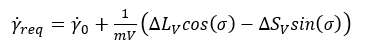 γ̇_req = γ̇_0 + 1/mV (ΔL_V cos(σ) − ΔS_V sin(σ))